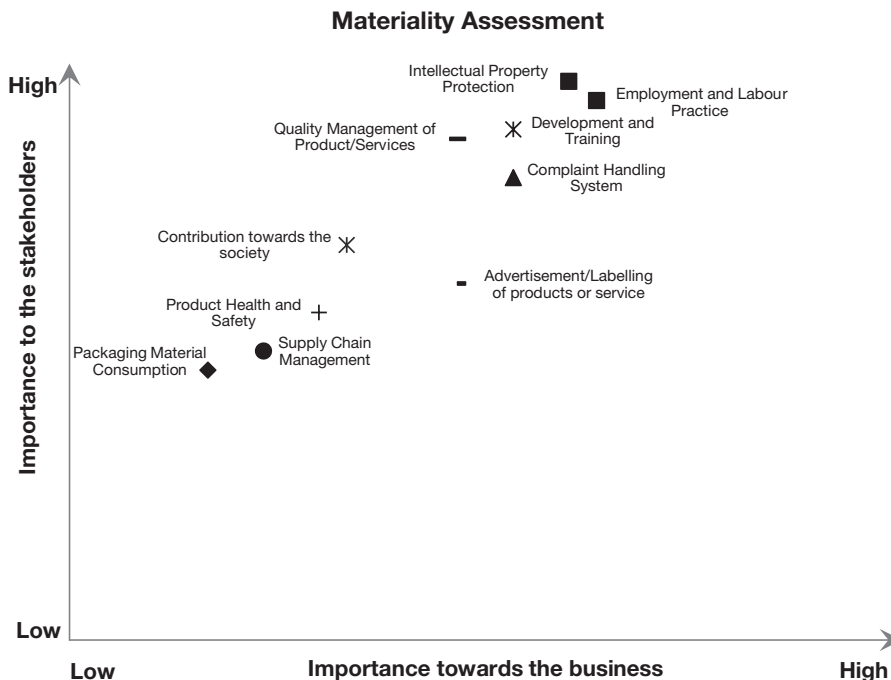 Materiality Assessment
High
Importance to the stakeholders
Intellectual Property
Protection
Employment and Labour
Practice
Development and
Training
Quality Management of
Product/Services
Complaint Handling
System
Contribution towards the
society
Advertisement/Labelling
of products or service
Product Health and
Safety
Supply Chain
Management
Packaging Material
Consumption
Low
Low
Importance towards the business
High